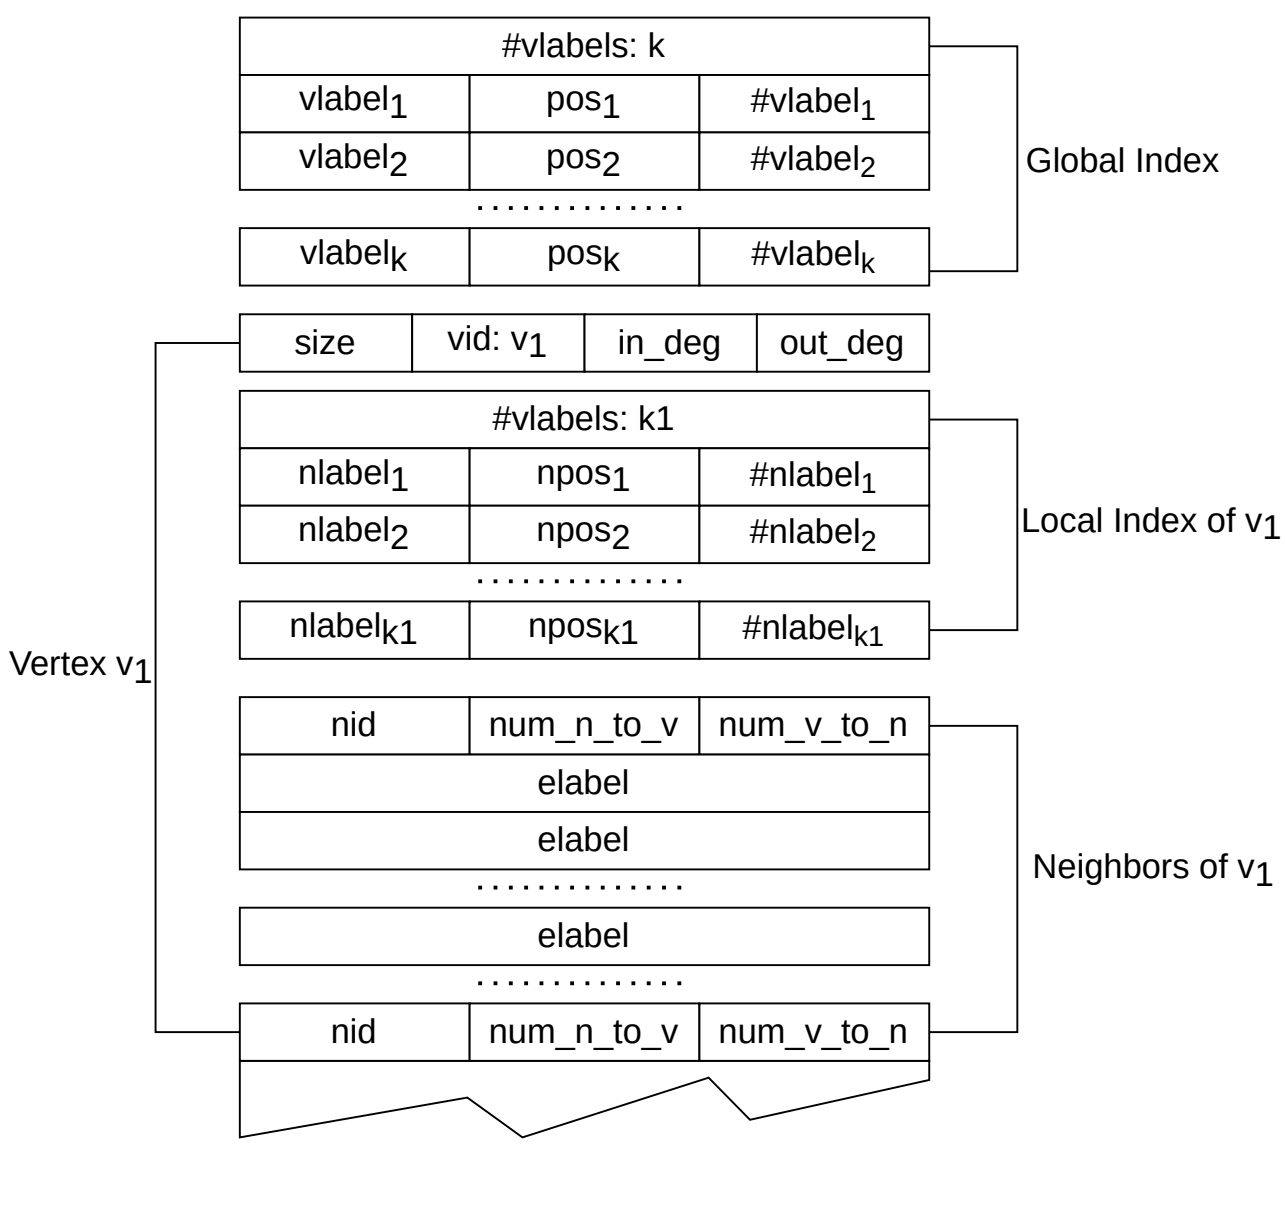 #vlabels: k
vlabel1 pos1 #vlabel1
vlabel2 pos2 #vlabel2
Global Index
..............
vlabelk posk #vlabelk
size vid: v1 in_deg out_deg
#vlabels: k1
nlabel1 npos1 #nlabel1
nlabel2 npos2 #nlabel2
Local Index of v1
..............
nlabelk1 nposk1 #nlabelk1
Vertex v1
nid num_n_to_v num_v_to_n
elabel
elabel
Neighbors of v1
..............
elabel
..............
nid num_n_to_v num_v_to_n